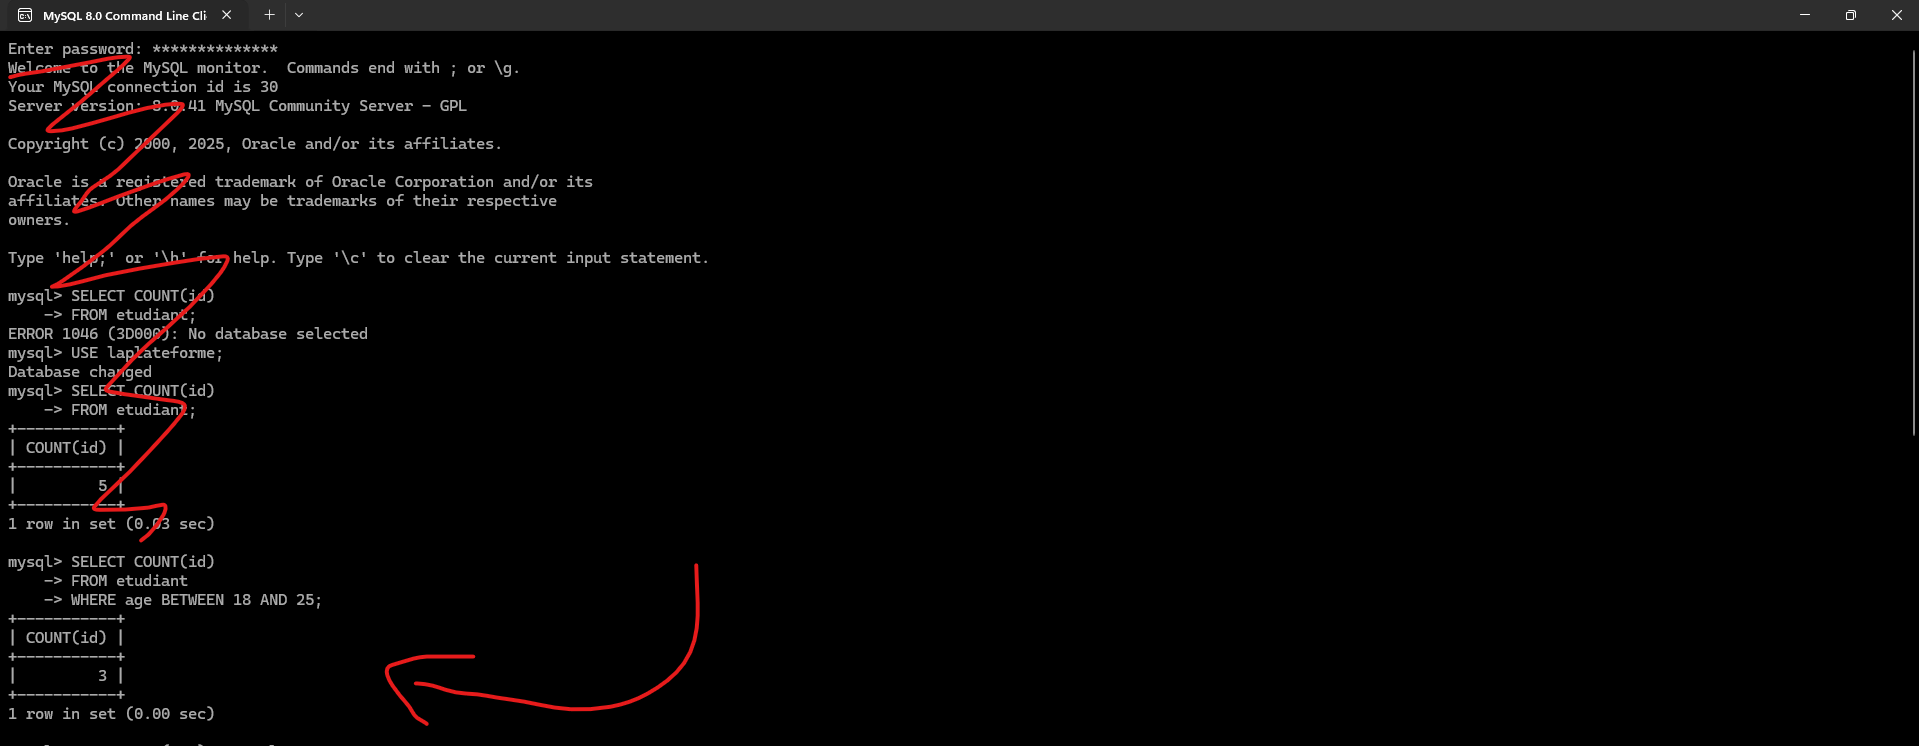 MySQL 8.0 Command Line Cli
Enter password: **************
Welcome to the MySQL monitor.  Commands end with ; or \g.
Your MySQL connection id is 30
Server version: 8.0.41 MySQL Community Server - GPL
Copyright (c) 2000, 2025, Oracle and/or its affiliates.
Oracle is a registered trademark of Oracle Corporation and/or its
affiliates. Other names may be trademarks of their respective
owners.
Type 'help;' or '\h' for help. Type '\c' to clear the current input statement.
mysql> SELECT COUNT(id)
    -> FROM etudiant;
ERROR 1046 (3D000): No database selected
mysql> USE laplateforme;
Database changed
mysql> SELECT COUNT(id)
    -> FROM etudiant;
+-----------+
| COUNT(id) |
+-----------+
|         5 |
+-----------+
1 row in set (0.03 sec)
mysql> SELECT COUNT(id)
    -> FROM etudiant
    -> WHERE age BETWEEN 18 AND 25;
+-----------+
| COUNT(id) |
+-----------+
|         3 |
+-----------+
1 row in set (0.00 sec)